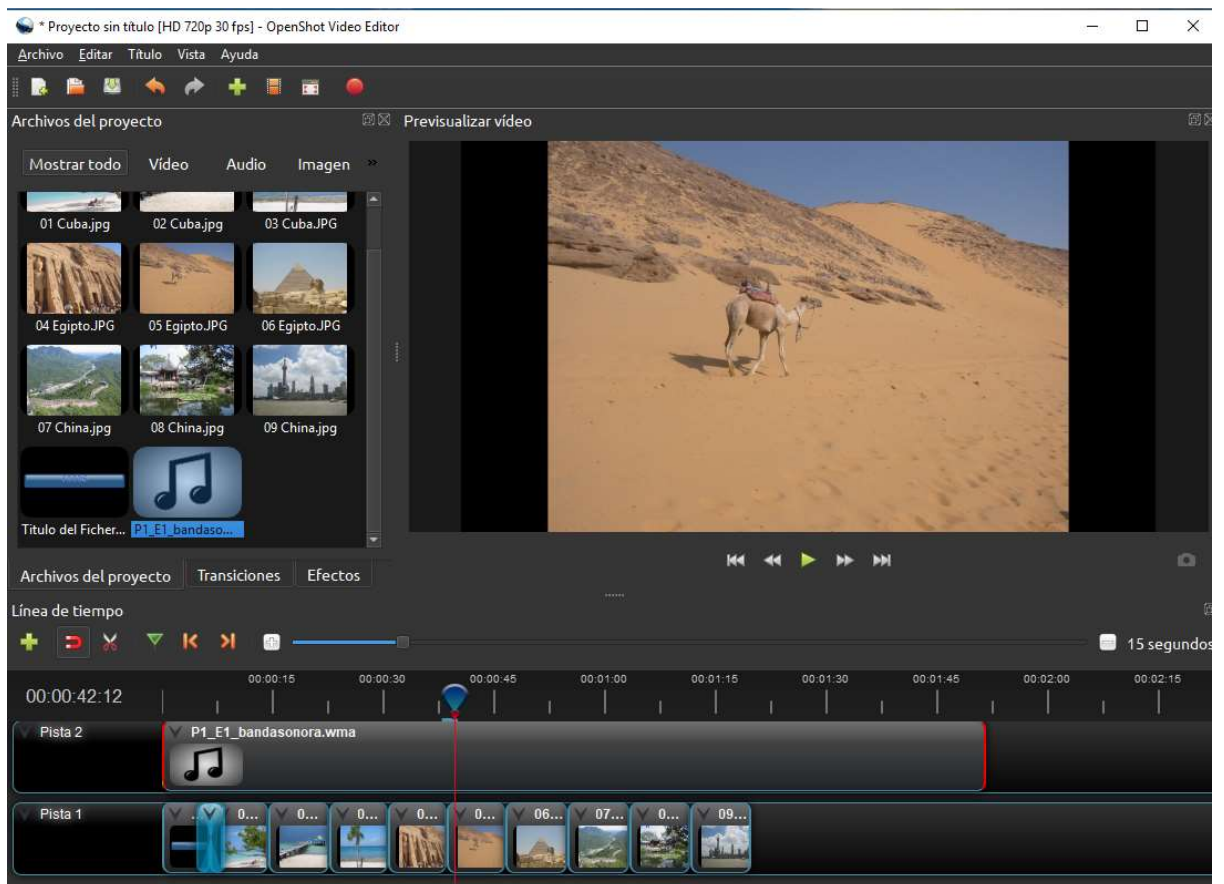 * Proyecto sin título [HD 720p 30 fps] - OpenShot Video Editor
Archivo Editar Título Vista Ayuda
Archivos del proyecto
Previsualizar vídeo
Mostrar todo Vídeo Audio Imagen »
01 Cuba.jpg 02 Cuba.jpg 03 Cuba.JPG
04 Egipto.JPG 05 Egipto.JPG 06 Egipto.JPG
07 China.jpg 08 China.jpg 09 China.jpg
Titulo del Ficher... P1_E1_bandaso...
Archivos del proyecto Transiciones Efectos
Línea de tiempo
15 segundos
00:00:42:12
00:00:15 00:00:30 00:00:45 00:01:00 00:01:15 00:01:30 00:01:45 00:02:00 00:02:15
Pista 2
P1_E1_bandasonora.wma
Pista 1
0... 0... 0... 0... 0... 06... 07... 0... 09...